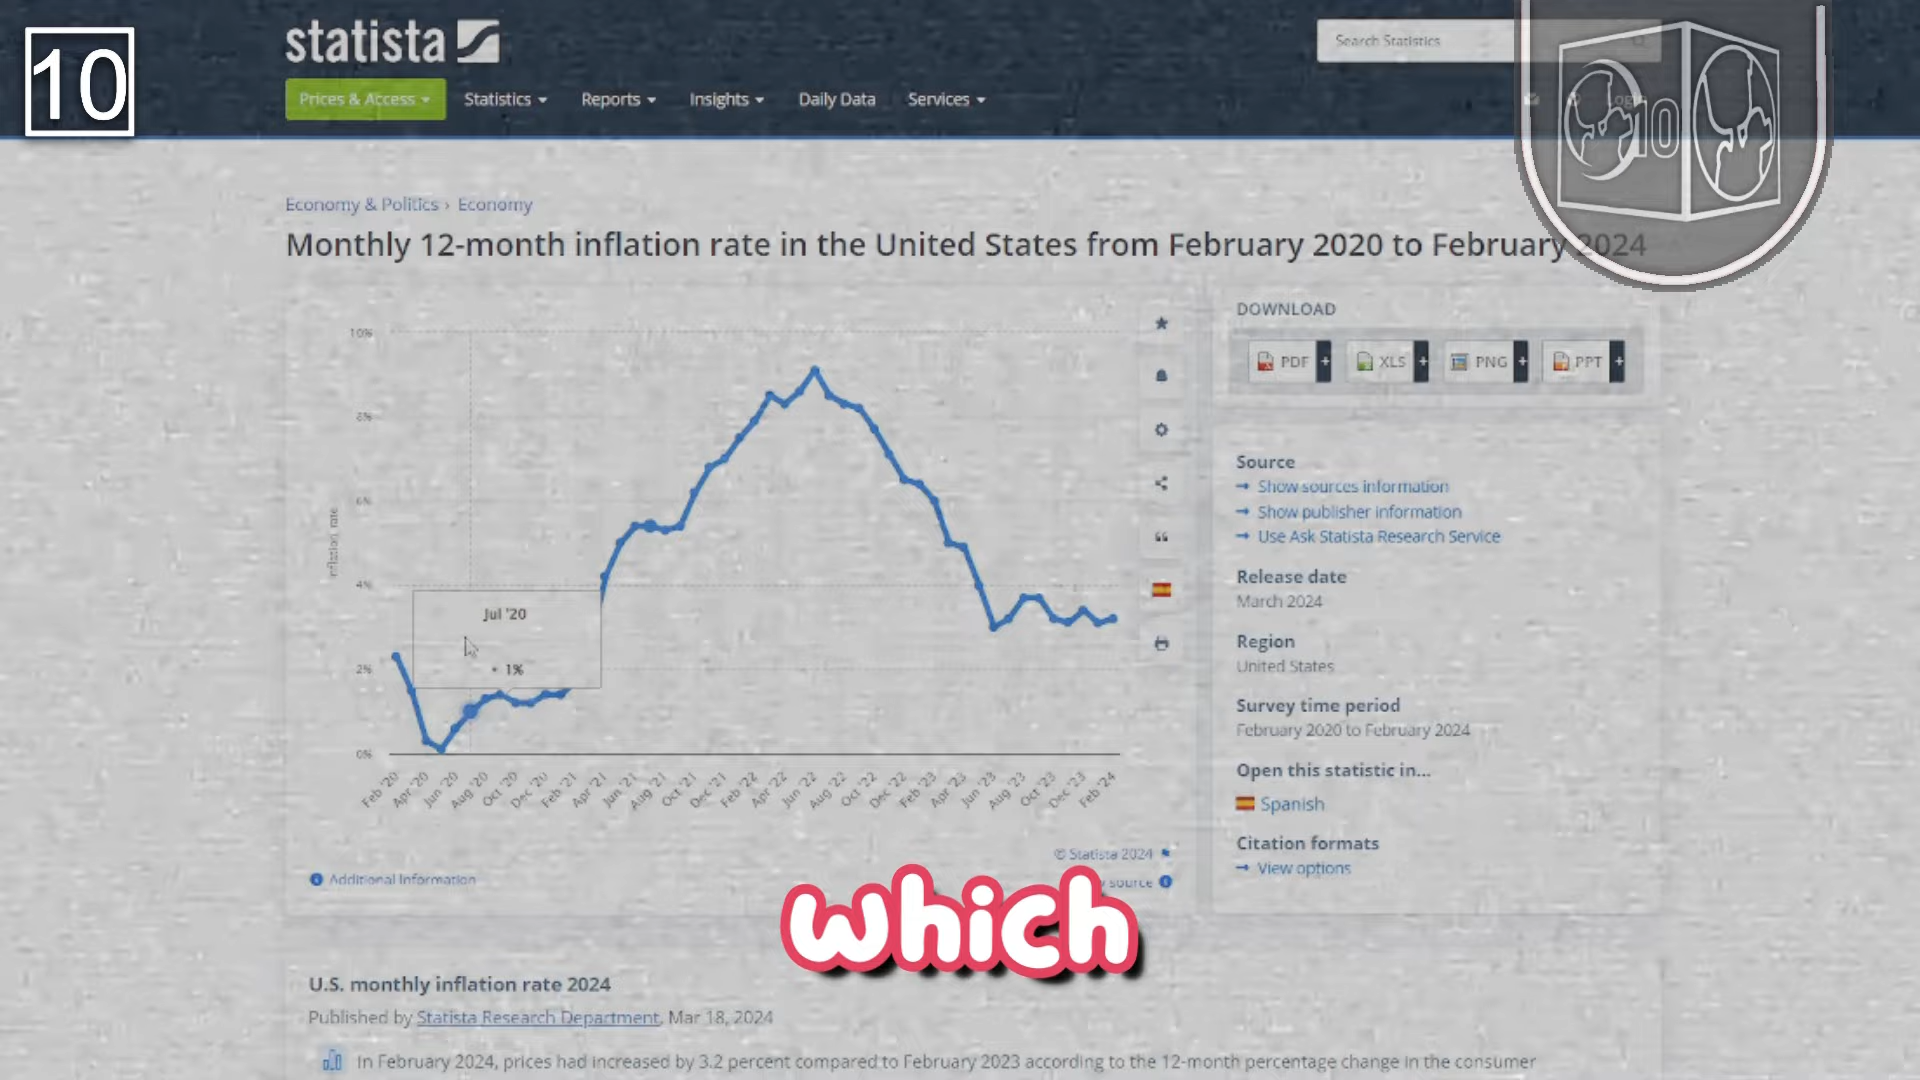 10
statista
Search Statistics
Prices & Access
Statistics
Reports
Insights
Daily Data
Services
10
Economy & Politics › Economy
Monthly 12-month inflation rate in the United States from February 2020 to February 2024
10%
8%
6%
4%
2%
0%
Inflation rate
Jul '20
• 1%
Feb '20
Apr '20
Jun '20
Aug '20
Oct '20
Dec '20
Feb '21
Apr '21
Jun '21
Aug '21
Oct '21
Dec '21
Feb '22
Apr '22
Jun '22
Aug '22
Oct '22
Dec '22
Feb '23
Apr '23
Jun '23
Aug '23
Oct '23
Dec '23
Feb '24
DOWNLOAD
PDF +
XLS +
PNG +
PPT +
Source
→ Show sources information
→ Show publisher information
→ Use Ask Statista Research Service
Release date
March 2024
Region
United States
Survey time period
February 2020 to February 2024
Open this statistic in...
Spanish
Citation formats
→ View options
© Statista 2024
Additional Information
source
which
U.S. monthly inflation rate 2024
Published by Statista Research Department, Mar 18, 2024
In February 2024, prices had increased by 3.2 percent compared to February 2023 according to the 12-month percentage change in the consumer